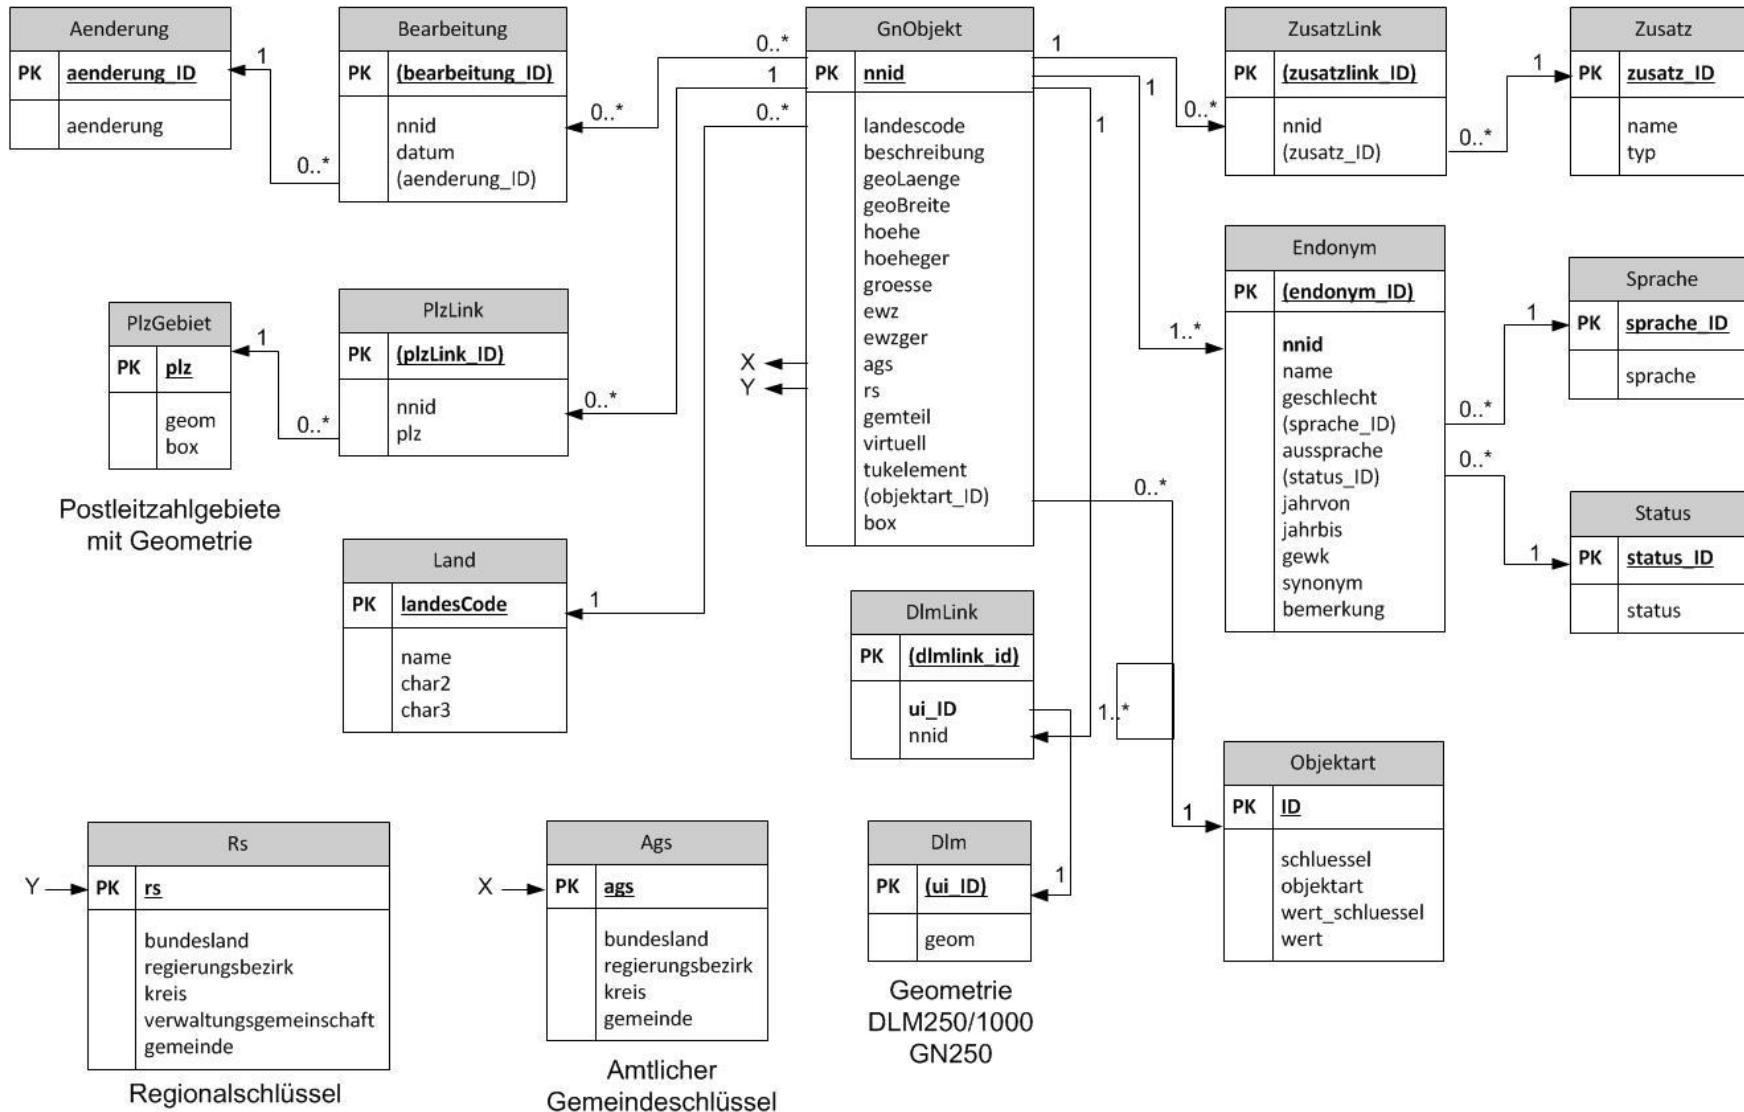 Aenderung
PK aenderung_ID
aenderung
1
0..*
Bearbeitung
PK (bearbeitung_ID)
nnid
datum
(aenderung_ID)
0..*
0..*
1
0..*
GnObjekt
PK nnid
landescode
beschreibung
geoLaenge
geoBreite
hoehe
hoeheger
groesse
ewz
ewzger
ags
rs
gemteil
virtuell
tukelement
(objektart_ID)
box
X
Y
1
1
1
0..*
ZusatzLink
PK (zusatzlink_ID)
nnid
(zusatz_ID)
1
0..*
Zusatz
PK zusatz_ID
name
typ
PlzGebiet
PK plz
geom
box
1
0..*
Postleitzahlgebiete
mit Geometrie
PlzLink
PK (plzLink_ID)
nnid
plz
0..*
1..*
Endonym
PK (endonym_ID)
nnid
name
geschlecht
(sprache_ID)
aussprache
(status_ID)
jahrvon
jahrbis
gewk
synonym
bemerkung
1
0..*
0..*
1
Sprache
PK sprache_ID
sprache
Status
PK status_ID
status
Land
PK landesCode
name
char2
char3
1
DlmLink
PK (dlmlink_id)
ui_ID
nnid
0..*
1..*
1
Objektart
PK ID
schluessel
objektart
wert_schluessel
wert
Y
Rs
PK rs
bundesland
regierungsbezirk
kreis
verwaltungsgemeinschaft
gemeinde
Regionalschlüssel
X
Ags
PK ags
bundesland
regierungsbezirk
kreis
gemeinde
Amtlicher
Gemeindeschlüssel
Dlm
PK (ui_ID)
geom
1
Geometrie
DLM250/1000
GN250